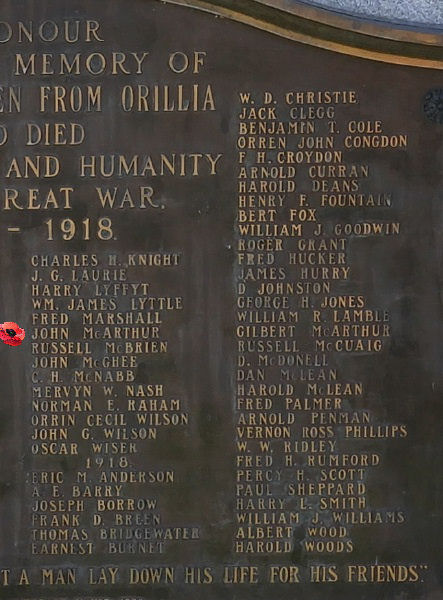 ONOUR
MEMORY OF
EN FROM ORILLIA
O DIED
AND HUMANITY
REAT WAR.
- 1918.
CHARLES H. KNIGHT
J. G. LAURIE
HARRY LYFFYT
WM. JAMES LYTTLE
FRED MARSHALL
JOHN McARTHUR
RUSSELL McBRIEN
JOHN McGHEE
C. H. McNABB
MERVYN W. NASH
NORMAN E. RAHAM
ORRIN CECIL WILSON
JOHN G. WILSON
OSCAR WISER
1918.
ERIC M. ANDERSON
A. E. BARRY
JOSEPH BORROW
FRANK D. BREEN
THOMAS BRIDGEWATER
EARNEST BURNET
W. D. CHRISTIE
JACK CLEGG
BENJAMIN T. COLE
ORREN JOHN CONGDON
F. H. CROYDON
ARNOLD CURRAN
HAROLD DEANS
HENRY F. FOUNTAIN
BERT FOX
WILLIAM J. GOODWIN
ROGER GRANT
FRED HUCKER
JAMES HURRY
D JOHNSTON
GEORGE H. JONES
WILLIAM R. LAMBLE
GILBERT McARTHUR
RUSSELL McCUAIG
D. McDONELL
DAN McLEAN
HAROLD McLEAN
FRED PALMER
ARNOLD PENMAN
VERNON ROSS PHILLIPS
W. W. RIDLEY
FRED H. RUMFORD
PERCY H. SCOTT
PAUL SHEPPARD
HARRY L. SMITH
WILLIAM J. WILLIAMS
ALBERT WOOD
HAROLD WOODS
T A MAN LAY DOWN HIS LIFE FOR HIS FRIENDS."